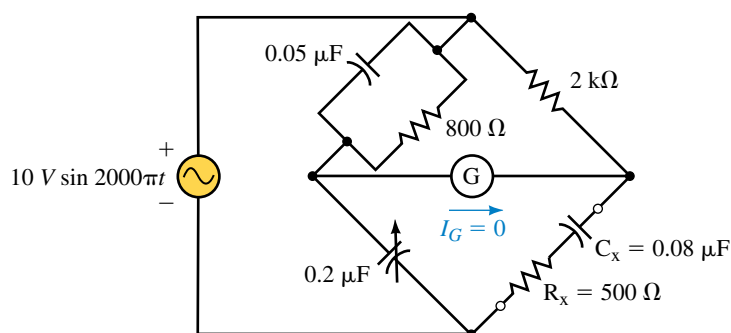 0.05 μF
2 kΩ
800 Ω
+
10 V sin 2000πt
−
G
I_G = 0
C_x = 0.08 μF
0.2 μF
R_x = 500 Ω